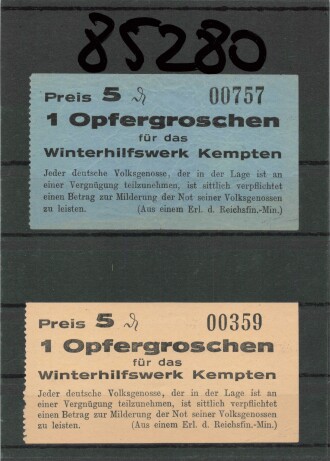 85280
Preis 5 ₰ 00757
1 Opfergroschen
für das
Winterhilfswerk Kempten
Jeder deutsche Volksgenosse, der in der Lage ist an
einer Vergnügung teilzunehmen, ist sittlich verpflichtet
einen Betrag zur Milderung der Not seiner Volksgenossen
zu leisten. (Aus einem Erl. d. Reichsfin.-Min.)
Preis 5 ₰ 00359
1 Opfergroschen
für das
Winterhilfswerk Kempten
Jeder deutsche Volksgenosse, der in der Lage ist an
einer Vergnügung teilzunehmen, ist sittlich verpflichtet
einen Betrag zur Milderung der Not seiner Volksgenossen
zu leisten. (Aus einem Erl. d. Reichsfin.-Min.)